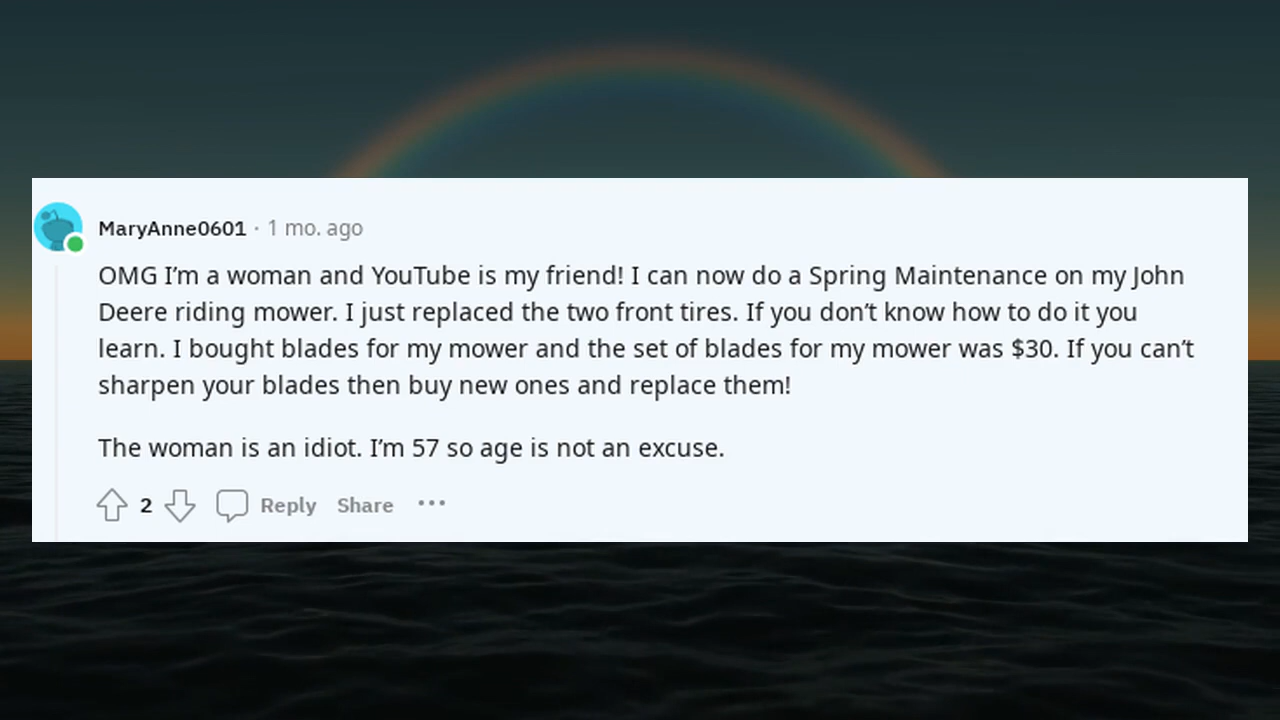 MaryAnne0601 · 1 mo. ago
OMG I’m a woman and YouTube is my friend! I can now do a Spring Maintenance on my John
Deere riding mower. I just replaced the two front tires. If you don’t know how to do it you
learn. I bought blades for my mower and the set of blades for my mower was $30. If you can’t
sharpen your blades then buy new ones and replace them!
The woman is an idiot. I’m 57 so age is not an excuse.
2 Reply Share ···